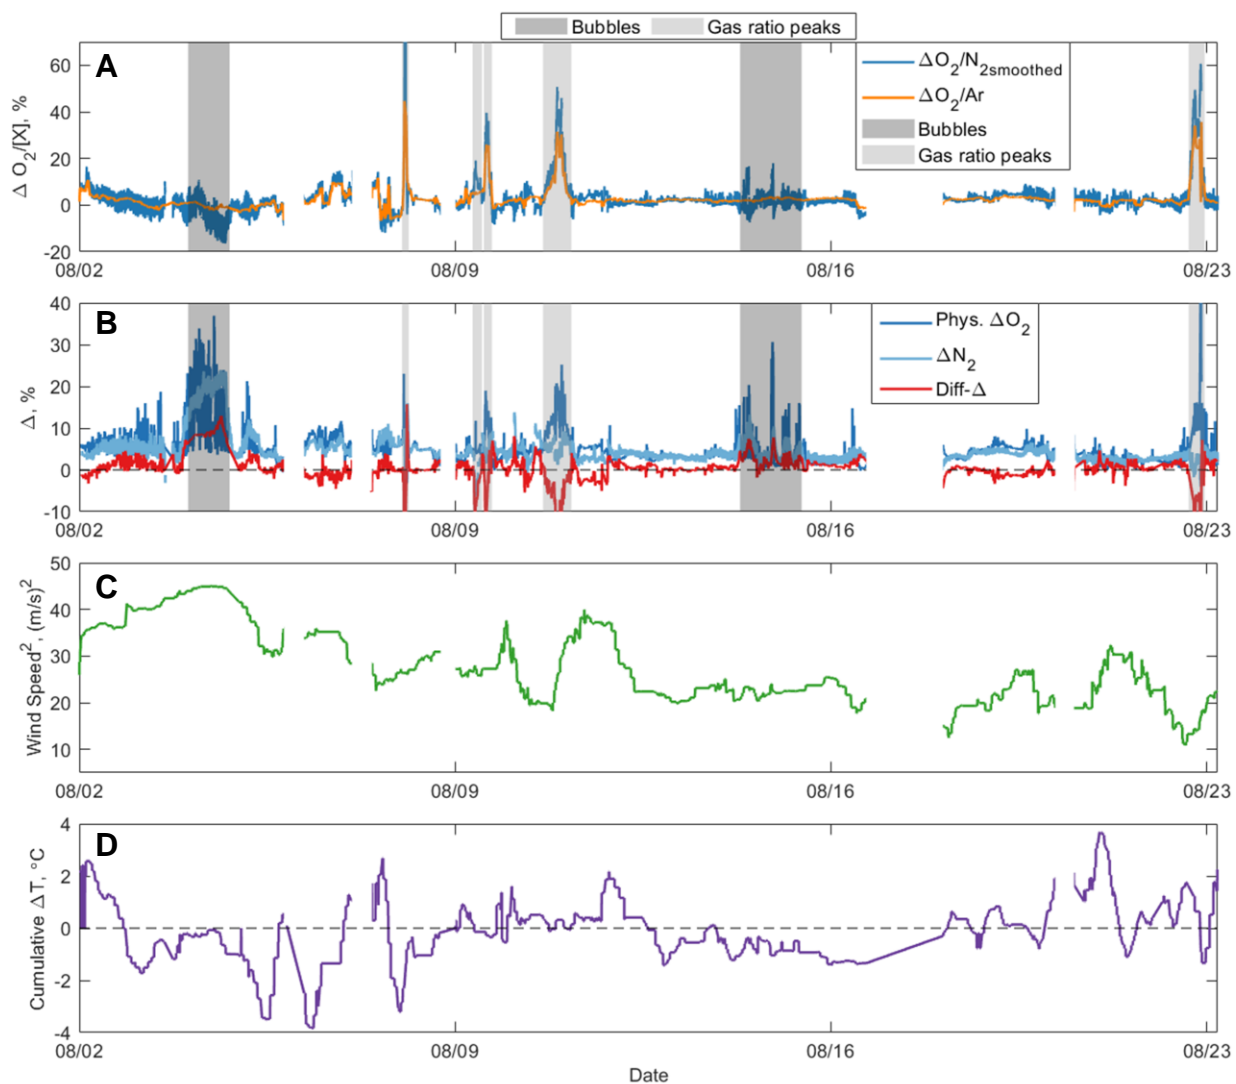 Bubbles Gas ratio peaks
A
Δ O2/[X], %
60
40
20
0
-20
ΔO2/N2smoothed
ΔO2/Ar
Bubbles
Gas ratio peaks
08/02 08/09 08/16 08/23
B
Δ, %
40
30
20
10
0
-10
Phys. ΔO2
ΔN2
Diff-Δ
08/02 08/09 08/16 08/23
C
Wind Speed2, (m/s)2
50
40
30
20
10
08/02 08/09 08/16 08/23
D
Cumulative ΔT, °C
4
2
0
-2
-4
08/02 08/09 08/16 08/23
Date